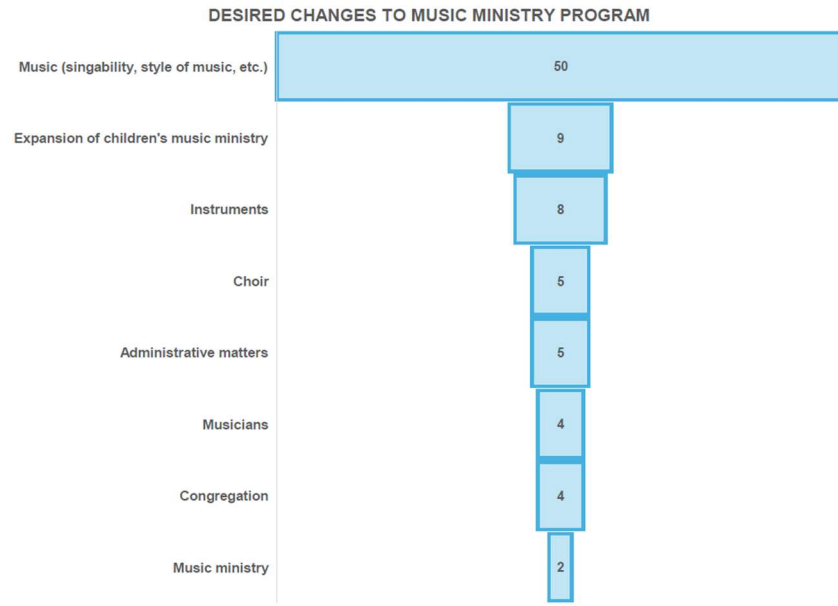 DESIRED CHANGES TO MUSIC MINISTRY PROGRAM
Music (singability, style of music, etc.) 50
Expansion of children's music ministry 9
Instruments 8
Choir 5
Administrative matters 5
Musicians 4
Congregation 4
Music ministry 2